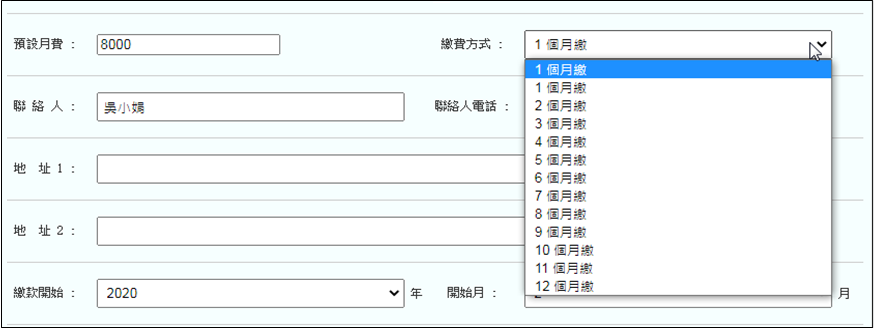 預設月費 : 8000 繳費方式 : 1 個月繳
1 個月繳
1 個月繳
2 個月繳
3 個月繳
4 個月繳
5 個月繳
6 個月繳
7 個月繳
8 個月繳
9 個月繳
10 個月繳
11 個月繳
12 個月繳
聯 絡 人 : 吳小娟 聯絡人電話 :
地 址 1 :
地 址 2 :
繳款開始 : 2020 年 開始月 : 月